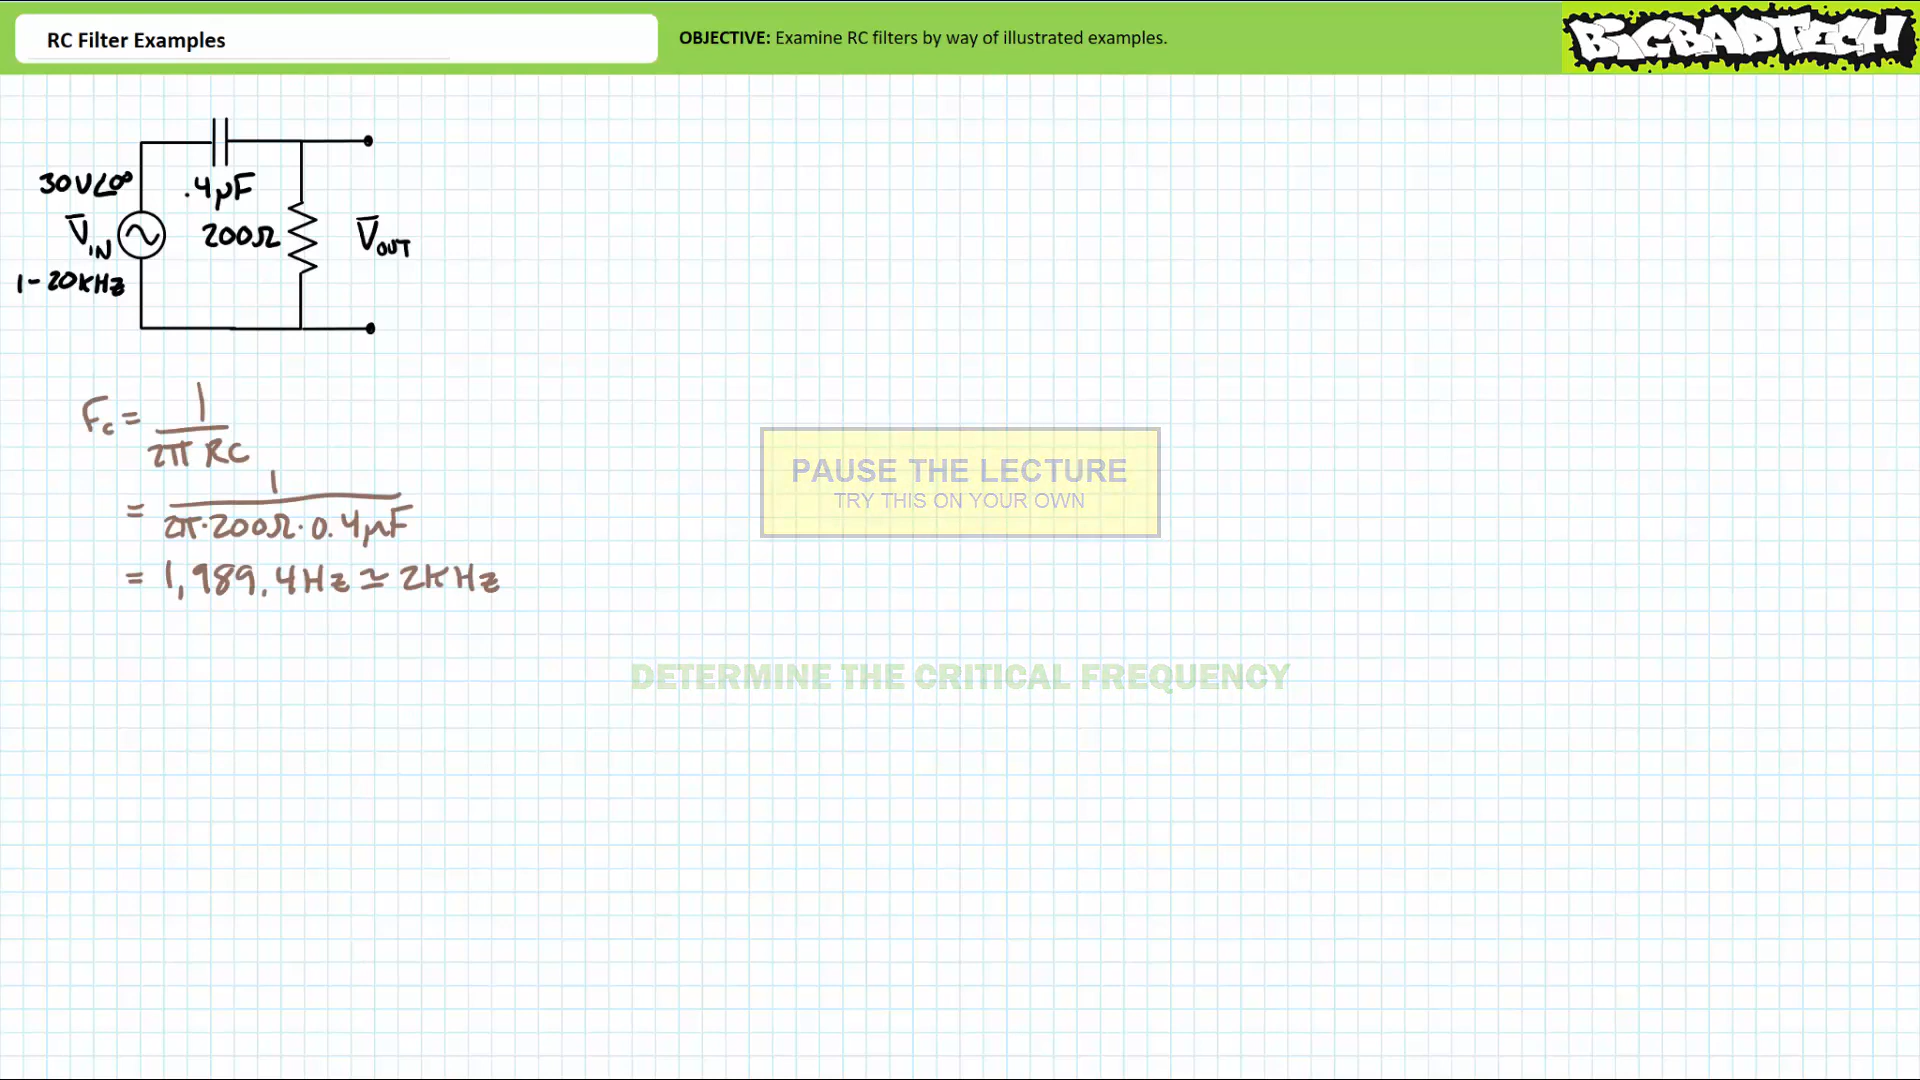 RC Filter Examples
OBJECTIVE: Examine RC filters by way of illustrated examples.
BIGBADTECH
30V∠0°
.4μF
V̅IN
200Ω
V̅OUT
1-20KHz
Fc = 1 / 2π RC
= 1 / 2π·200Ω·0.4μF
= 1,989.4Hz ≃ 2KHz
PAUSE THE LECTURE
TRY THIS ON YOUR OWN
DETERMINE THE CRITICAL FREQUENCY